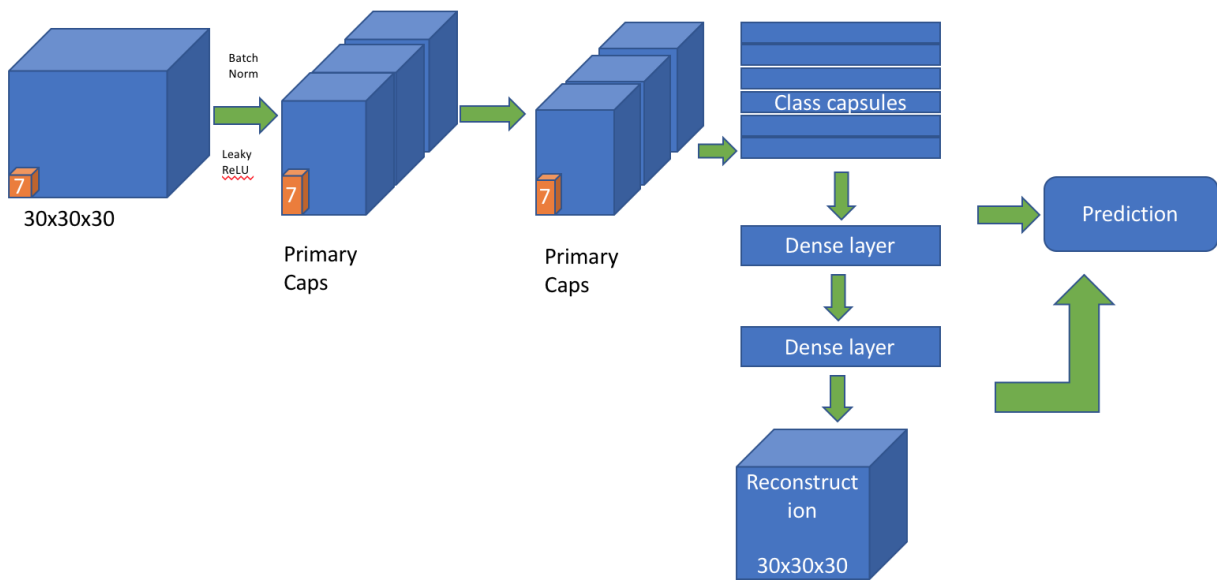 7
30x30x30
Batch
Norm
Leaky
ReLU
7
Primary
Caps
7
Primary
Caps
Class capsules
Dense layer
Dense layer
Reconstruct
ion
30x30x30
Prediction